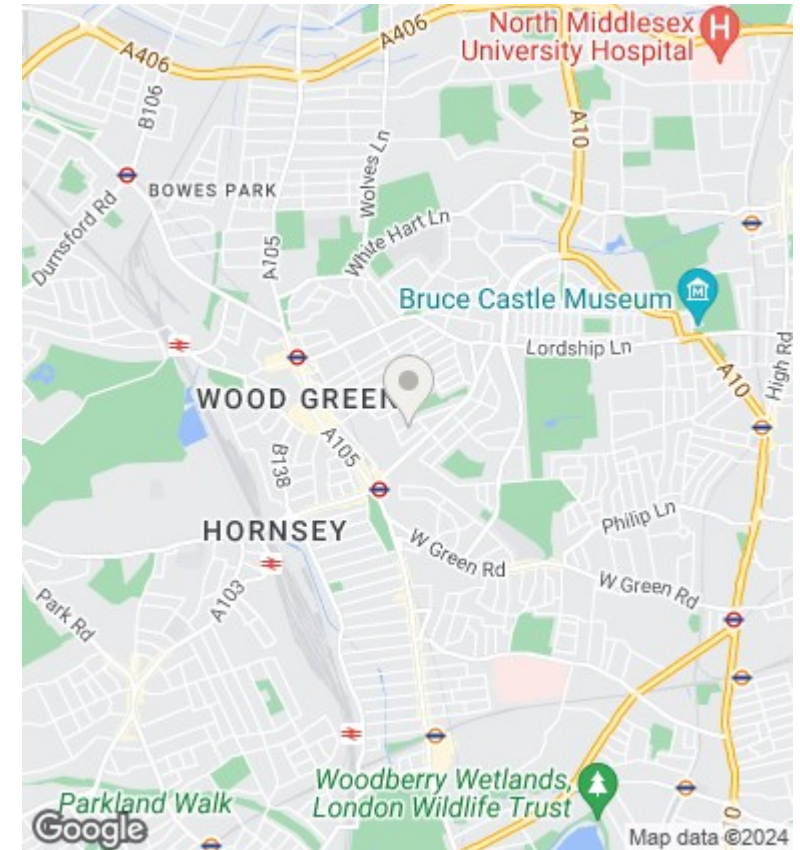 North Middlesex
University Hospital
H
A406
A406
B106
A10
Wolves Ln
BOWES PARK
Durnsford Rd
White Hart Ln
A105
Bruce Castle Museum
Lordship Ln
High Rd
A10
WOOD GREEN
A105
B138
Philip Ln
HORNSEY
W Green Rd
W Green Rd
A103
Park Rd
Woodberry Wetlands,
London Wildlife Trust
Parkland Walk
Google
Map data ©2024